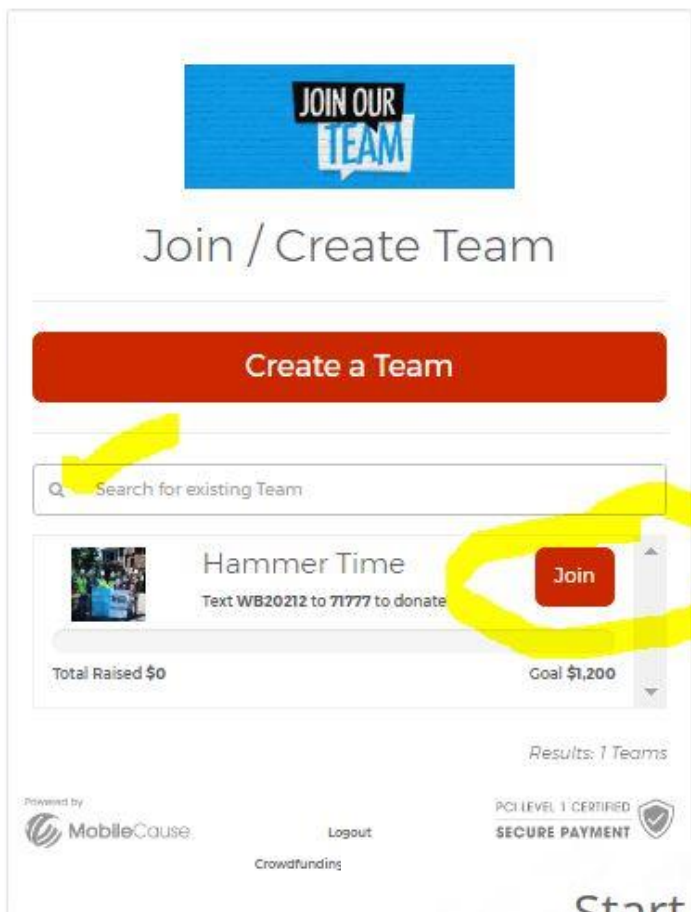 JOIN OUR
TEAM
Join / Create Team
Create a Team
Search for existing Team
Hammer Time
Join
Text WB20212 to 71777 to donate
Total Raised $0
Goal $1,200
Results: 1 Teams
Powered by
MobileCause
Logout
Crowdfunding
PCI LEVEL 1 CERTIFIED
SECURE PAYMENT
Start